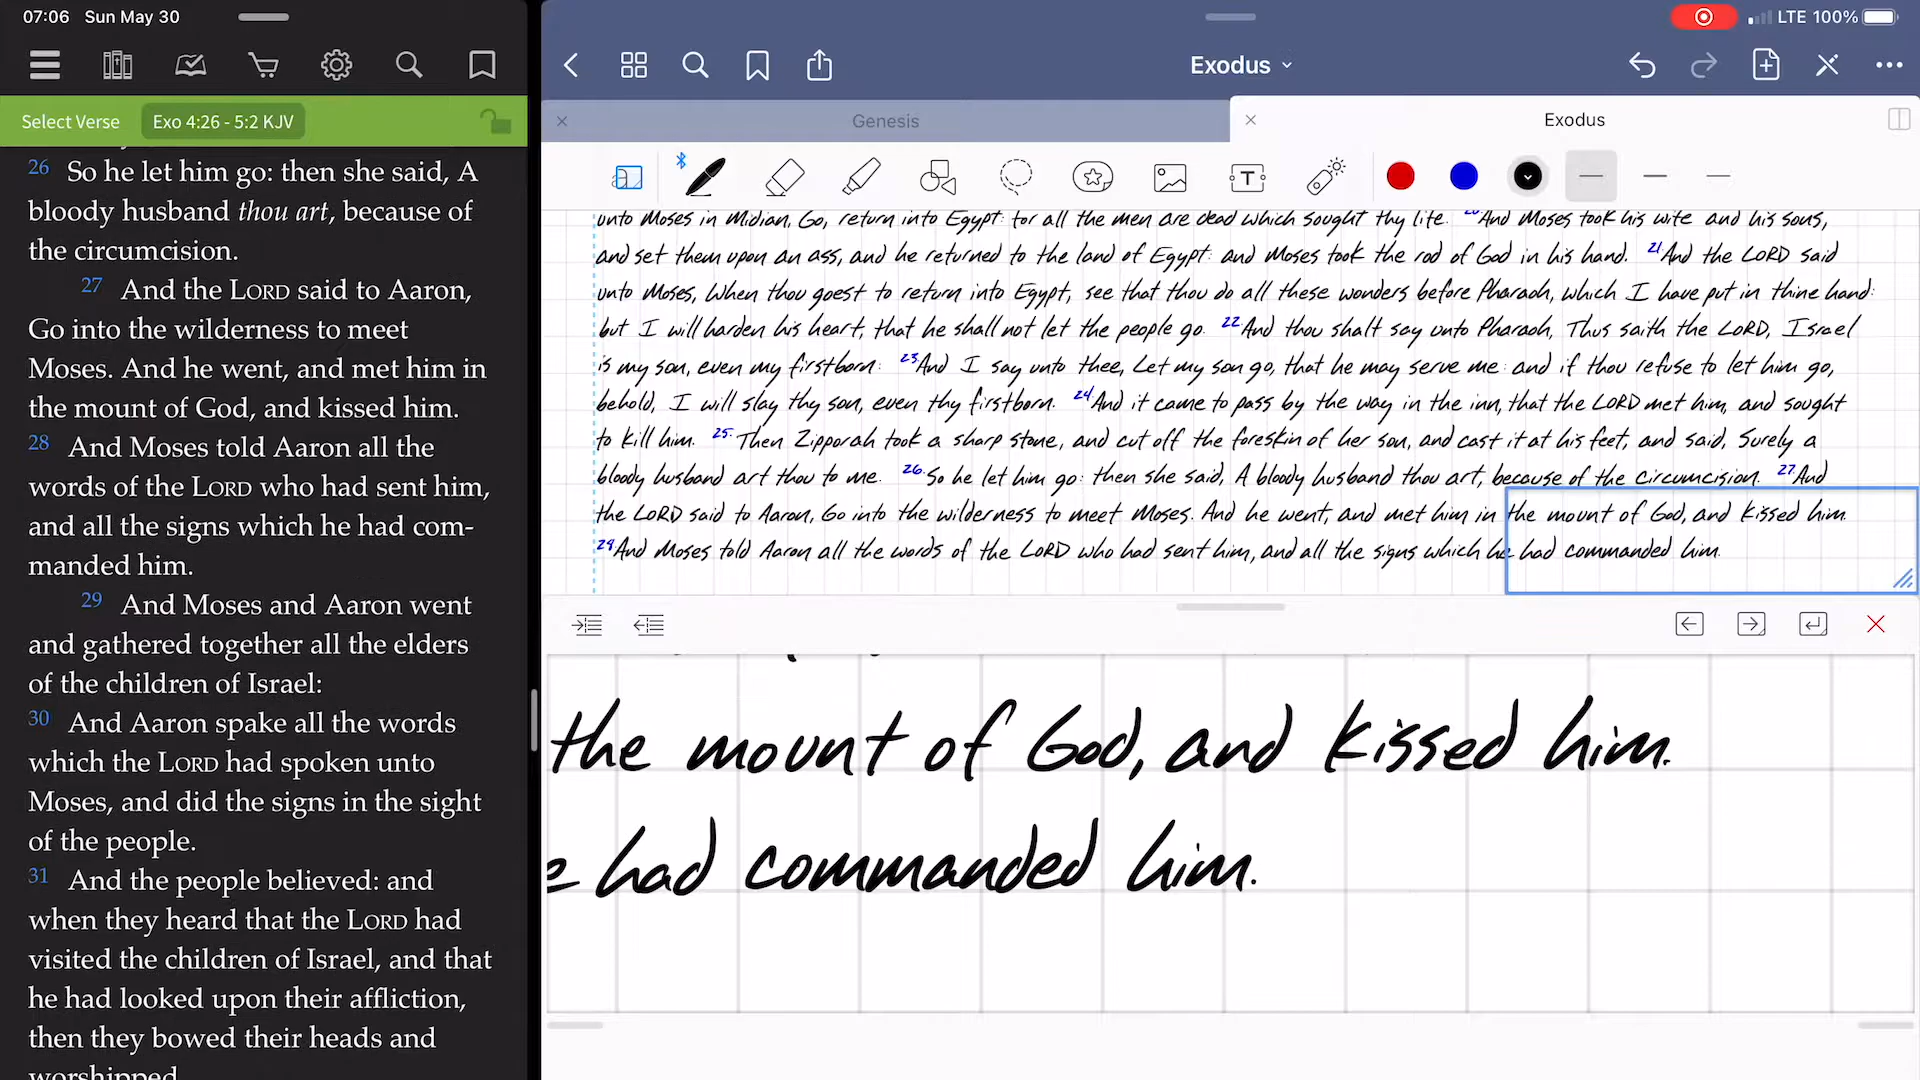 07:06 Sun May 30
LTE 100%
Exodus
Select Verse
Exo 4:26 - 5:2 KJV
Genesis
Exodus
T
26 So he let him go: then she said, A
bloody husband thou art, because of
the circumcision.
27 And the LORD said to Aaron,
Go into the wilderness to meet
Moses. And he went, and met him in
the mount of God, and kissed him.
28 And Moses told Aaron all the
words of the LORD who had sent him,
and all the signs which he had com-
manded him.
29 And Moses and Aaron went
and gathered together all the elders
of the children of Israel:
30 And Aaron spake all the words
which the LORD had spoken unto
Moses, and did the signs in the sight
of the people.
31 And the people believed: and
when they heard that the LORD had
visited the children of Israel, and that
he had looked upon their affliction,
then they bowed their heads and
worshipped.
unto Moses in Midian, Go, return into Egypt: for all the men are dead which sought thy life. 20. And Moses took his wife and his sons,
and set them upon an ass, and he returned to the land of Egypt: and Moses took the rod of God in his hand. 21. And the LORD said
unto Moses, When thou goest to return into Egypt, see that thou do all these wonders before Pharaoh, which I have put in thine hand:
but I will harden his heart, that he shall not let the people go. 22. And thou shalt say unto Pharaoh, Thus saith the LORD, Israel
is my son, even my firstborn: 23. And I say unto thee, Let my son go, that he may serve me: and if thou refuse to let him go,
behold, I will slay thy son, even thy firstborn. 24. And it came to pass by the way in the inn, that the LORD met him, and sought
to kill him. 25. Then Zipporah took a sharp stone, and cut off the foreskin of her son, and cast it at his feet, and said, Surely a
bloody husband art thou to me. 26. So he let him go: then she said, A bloody husband thou art, because of the circumcision. 27. And
the LORD said to Aaron, Go into the wilderness to meet Moses. And he went, and met him in the mount of God, and kissed him.
And Moses told Aaron all the words of the LORD who had sent him, and all the signs which he had commanded him.
the mount of God, and kissed him.
e had commanded him.